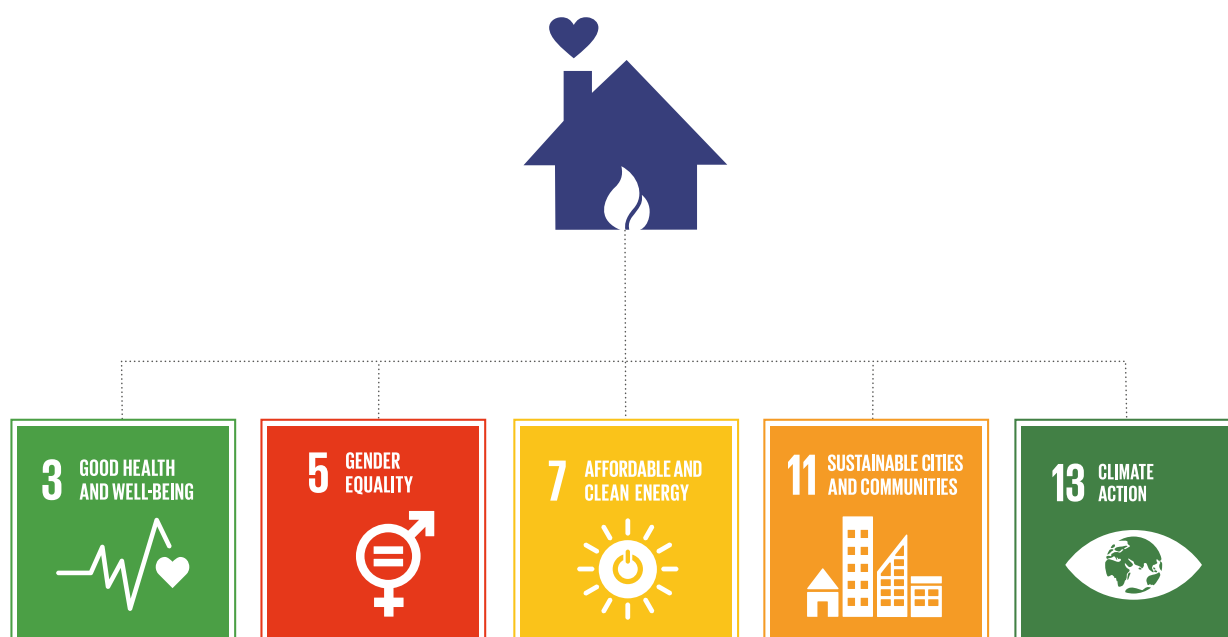 3 GOOD HEALTH
AND WELL-BEING
5 GENDER
EQUALITY
7 AFFORDABLE AND
CLEAN ENERGY
11 SUSTAINABLE CITIES
AND COMMUNITIES
13 CLIMATE
ACTION